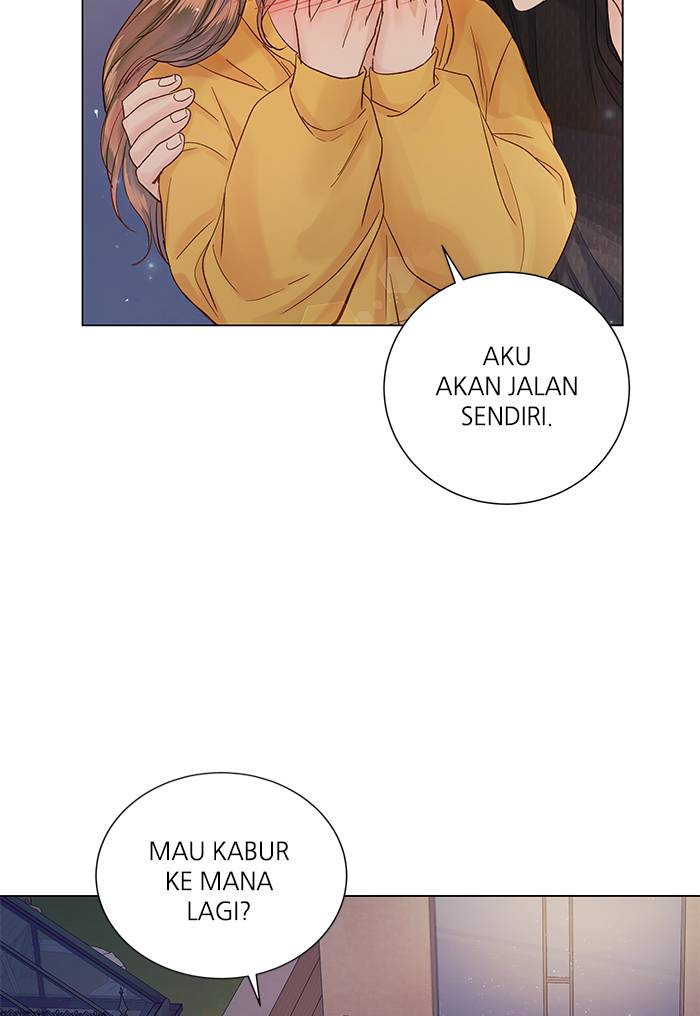 AKU
AKAN JALAN
SENDIRI.
MAU KABUR
KE MANA
LAGI?